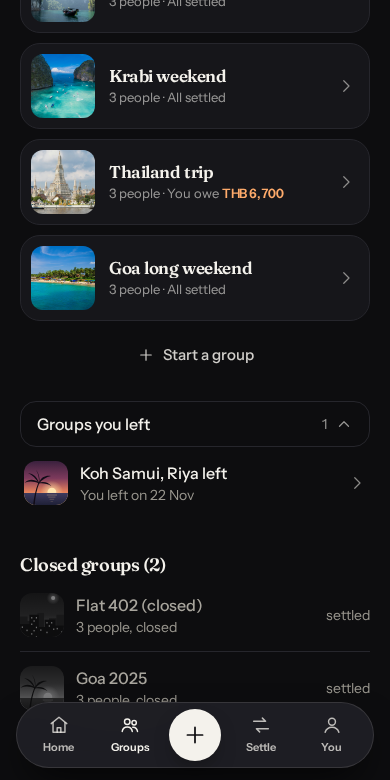 3 people · All settled
Krabi weekend
3 people · All settled
Thailand trip
3 people · You owe THB 6,700
Goa long weekend
3 people · All settled
Start a group
Groups you left 1
Koh Samui, Riya left
You left on 22 Nov
Closed groups (2)
Flat 402 (closed)
3 people, closed
settled
Goa 2025
3 people, closed
settled
Home Groups Settle You